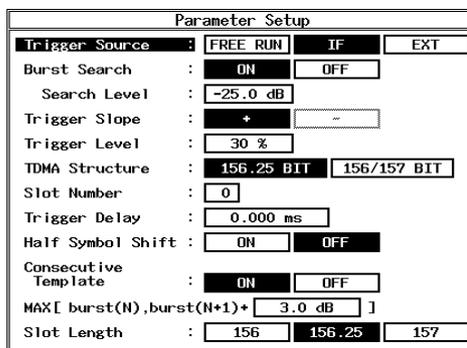 Parameter Setup
Trigger Source : FREE RUN IF EXT
Burst Search : ON OFF
Search Level : -25.0 dB
Trigger Slope : + -
Trigger Level : 30 %
TDMA Structure : 156.25 BIT 156/157 BIT
Slot Number : 0
Trigger Delay : 0.000 ms
Half Symbol Shift : ON OFF
Consecutive
Template : ON OFF
MAX[ burst(N),burst(N+1)+ 3.0 dB ]
Slot Length : 156 156.25 157